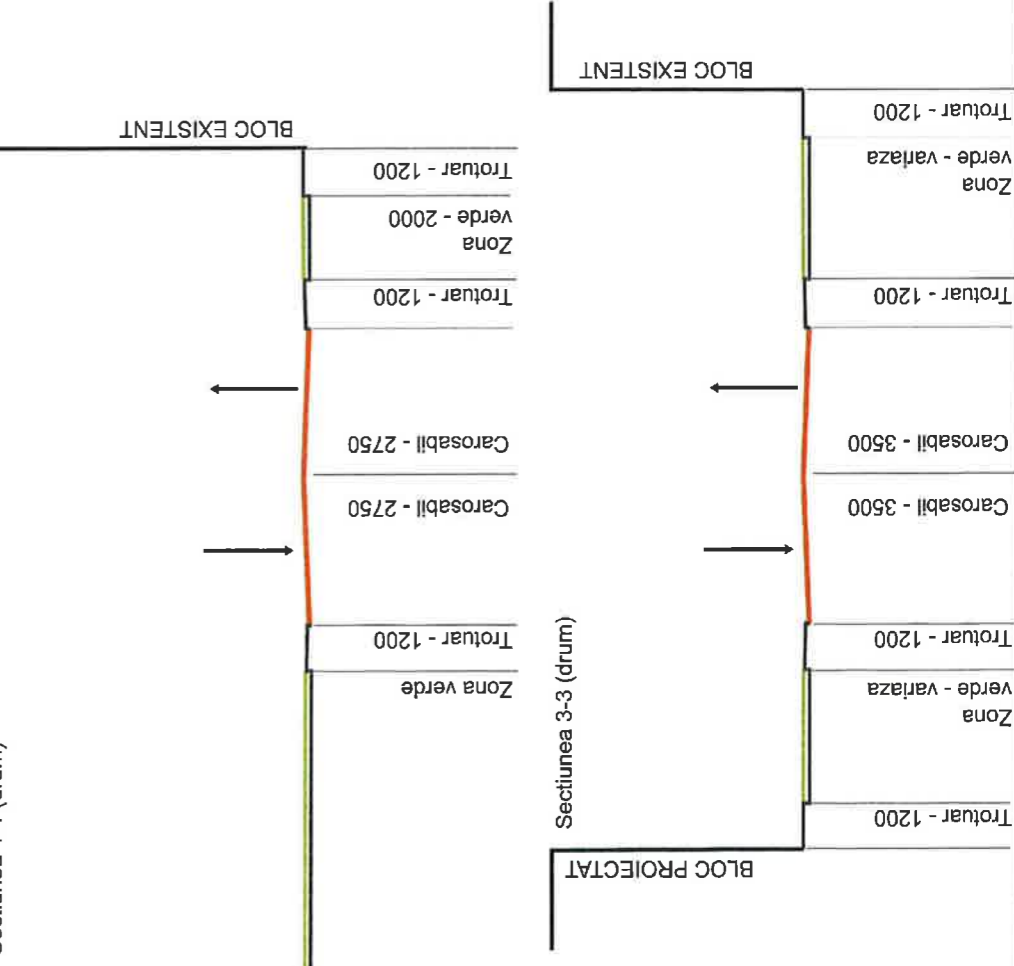 BLOC EXISTENT
Trotuar - 1200
Zona
verde - 2000
Trotuar - 1200
Carosabil - 2750
Carosabil - 2750
Trotuar - 1200
Zona verde
Sectiunea 3-3 (drum)
BLOC EXISTENT
Trotuar - 1200
Zona
verde - variaza
Trotuar - 1200
Carosabil - 3500
Carosabil - 3500
Trotuar - 1200
Zona
verde - variaza
Trotuar - 1200
BLOC PROIECTAT